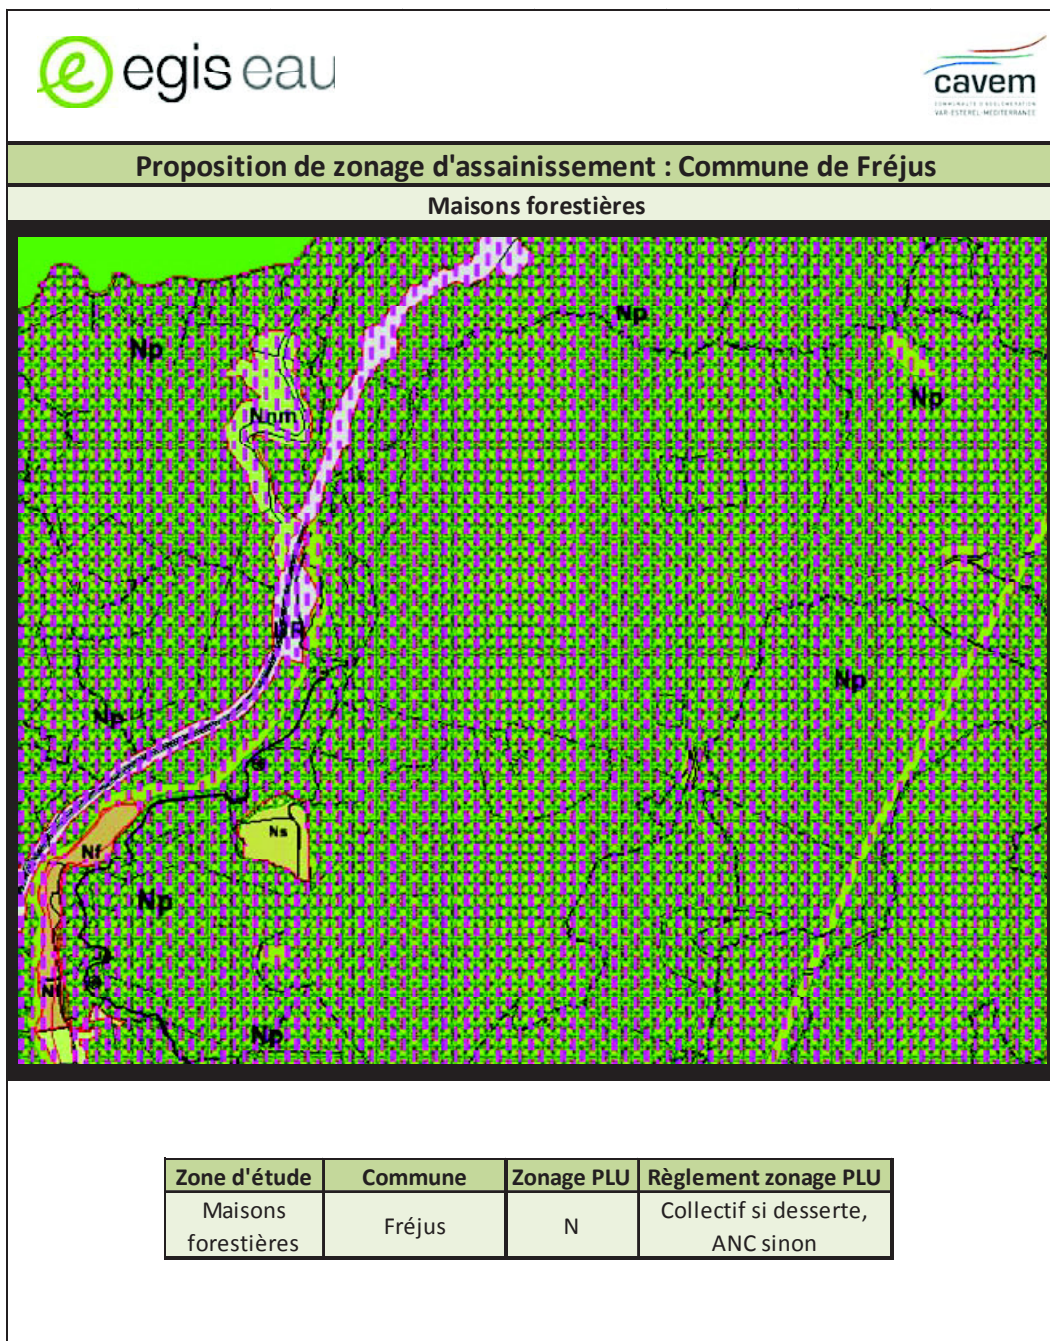 egis eau
cavem
COMMUNAUTÉ D'AGGLOMÉRATION
VAR ESTEREL-MÉDITERRANÉE
Proposition de zonage d'assainissement : Commune de Fréjus
Maisons forestières
Np
Np
Np
Nnm
Np
Np
Ns
Nf
Np
Np
Zone d'étude Commune Zonage PLU Règlement zonage PLU
Maisons forestières Fréjus N Collectif si desserte, ANC sinon